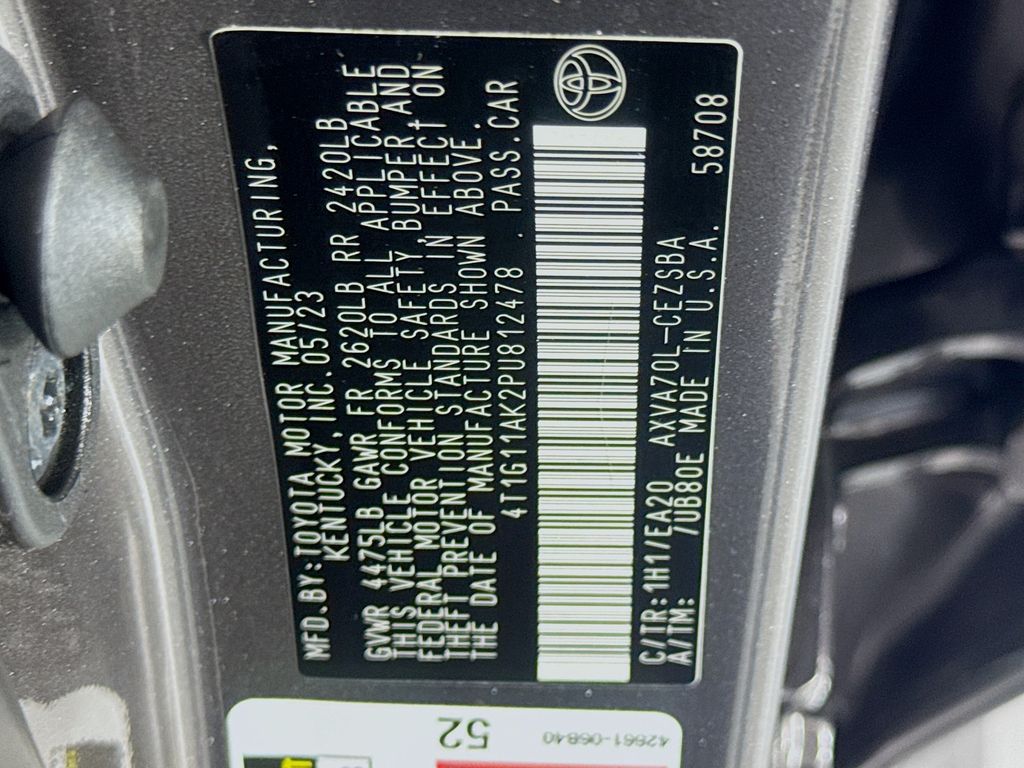 MFD.BY:TOYOTA MOTOR MANUFACTURING,
KENTUCKY, INC.05/23
GVWR 4475LB GAWR FR 2620LB RR 2420LB
THIS VEHICLE CONFORMS TO ALL APPLICABLE
FEDERAL MOTOR VEHICLE SAFETY,BUMPER,AND
THEFT PREVENTION STANDARDS IN EFFECT ON
THE DATE OF MANUFACTURE SHOWN ABOVE.
4T1G11AK2PU812478 . PASS.CAR
C/TR:1H1/EA20 AXVA70L-CEZSBA
A/TM: /UB80E MADE IN U.S.A. 58708
52
42661-06840